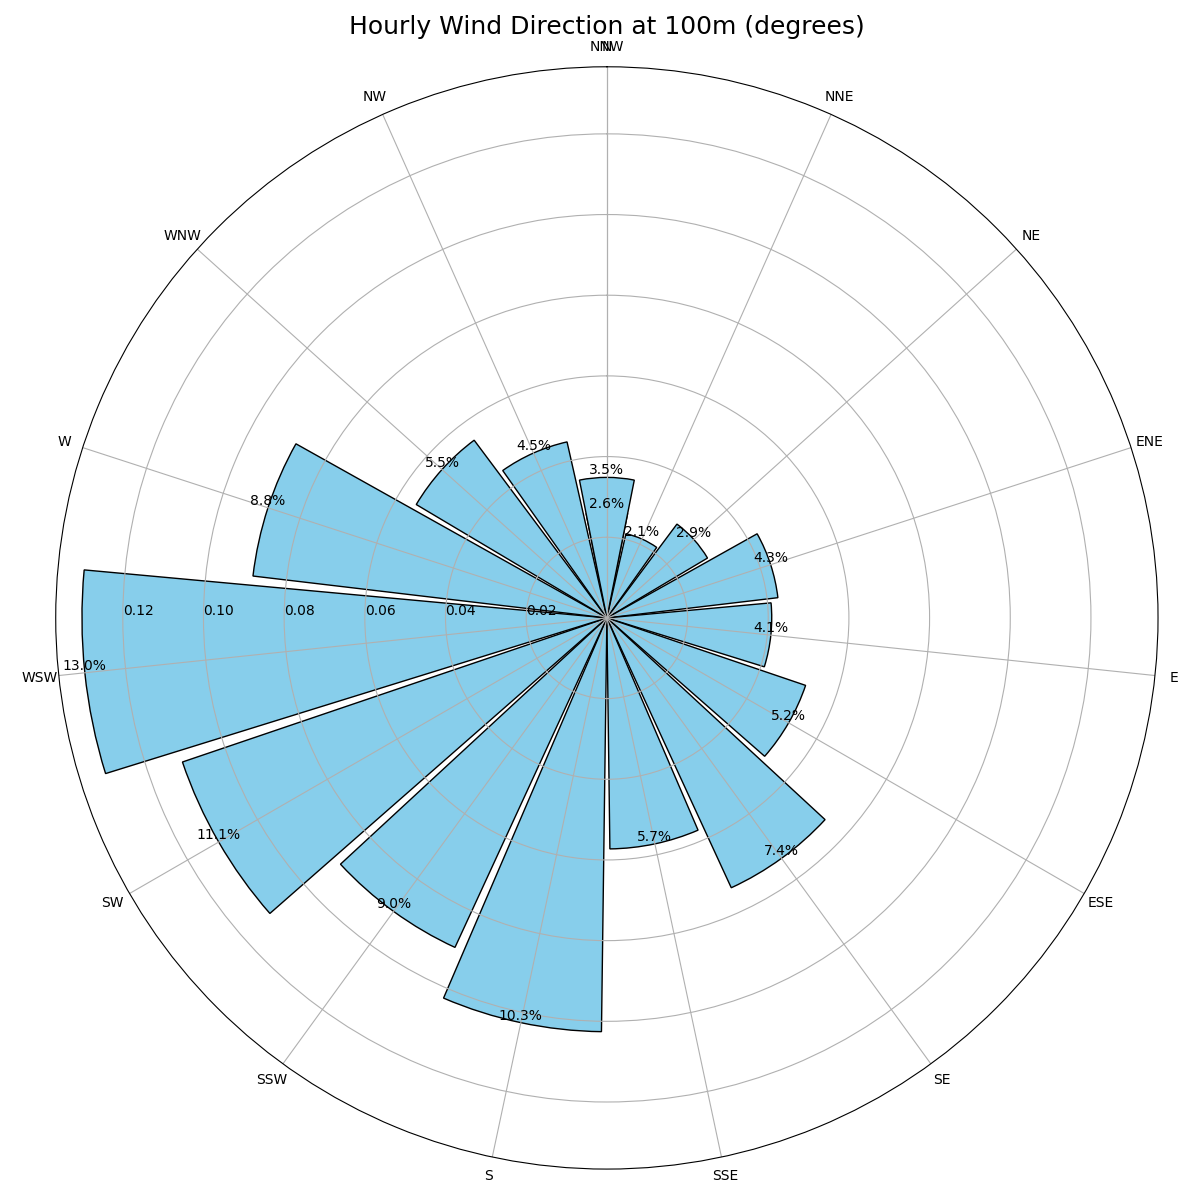 Hourly Wind Direction at 100m (degrees)
N
NNW
NW
NNE
WNW
NE
W
ENE
4.5%
5.5%
3.5%
8.8%
2.6%
2.1%
2.9%
4.3%
0.12
0.10
0.08
0.06
0.04
0.02
4.1%
13.0%
WSW
E
5.2%
11.1%
5.7%
7.4%
SW
9.0%
ESE
10.3%
SSW
SE
S
SSE